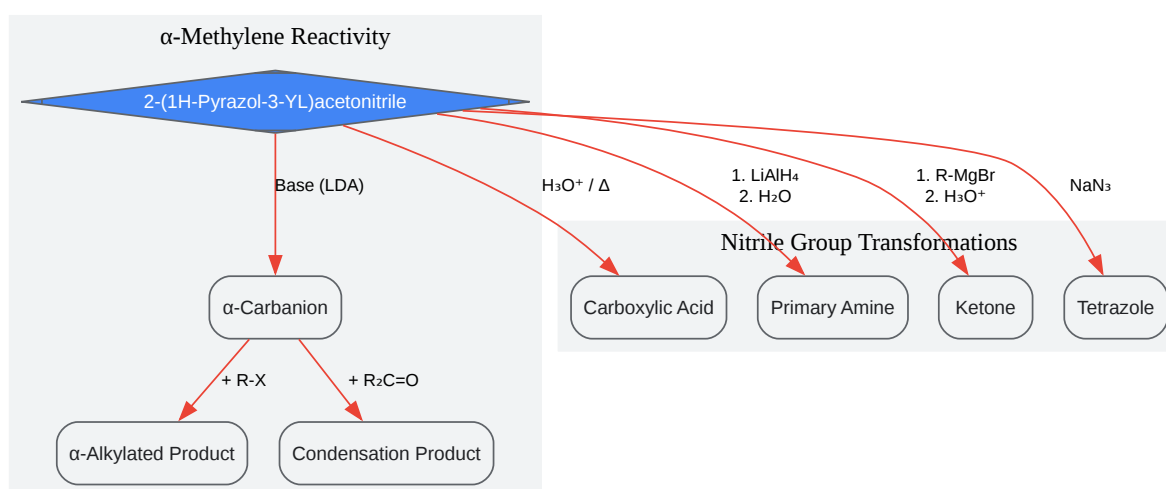 α-Methylene Reactivity
2-(1H-Pyrazol-3-YL)acetonitrile
Base (LDA)
H₃O⁺ / Δ
1. LiAlH₄
2. H₂O
1. R-MgBr
2. H₃O⁺
NaN₃
Nitrile Group Transformations
α-Carbanion
Carboxylic Acid
Primary Amine
Ketone
Tetrazole
+ R-X
+ R₂C=O
α-Alkylated Product
Condensation Product